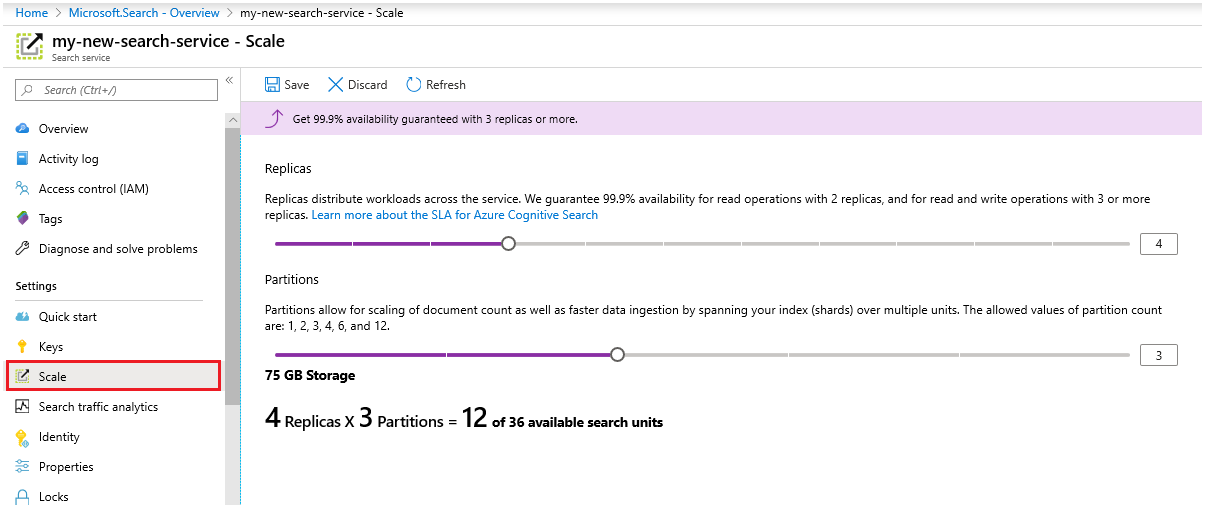 Home > Microsoft.Search - Overview > my-new-search-service - Scale
my-new-search-service - Scale
Search service
Search (Ctrl+/)
«
Overview
Activity log
Access control (IAM)
Tags
Diagnose and solve problems
Settings
Quick start
Keys
Scale
Search traffic analytics
Identity
Properties
Locks
Save Discard Refresh
Get 99.9% availability guaranteed with 3 replicas or more.
Replicas
Replicas distribute workloads across the service. We guarantee 99.9% availability for read operations with 2 replicas, and for read and write operations with 3 or more
replicas. Learn more about the SLA for Azure Cognitive Search
4
Partitions
Partitions allow for scaling of document count as well as faster data ingestion by spanning your index (shards) over multiple units. The allowed values of partition count
are: 1, 2, 3, 4, 6, and 12.
3
75 GB Storage
4 Replicas X 3 Partitions = 12 of 36 available search units